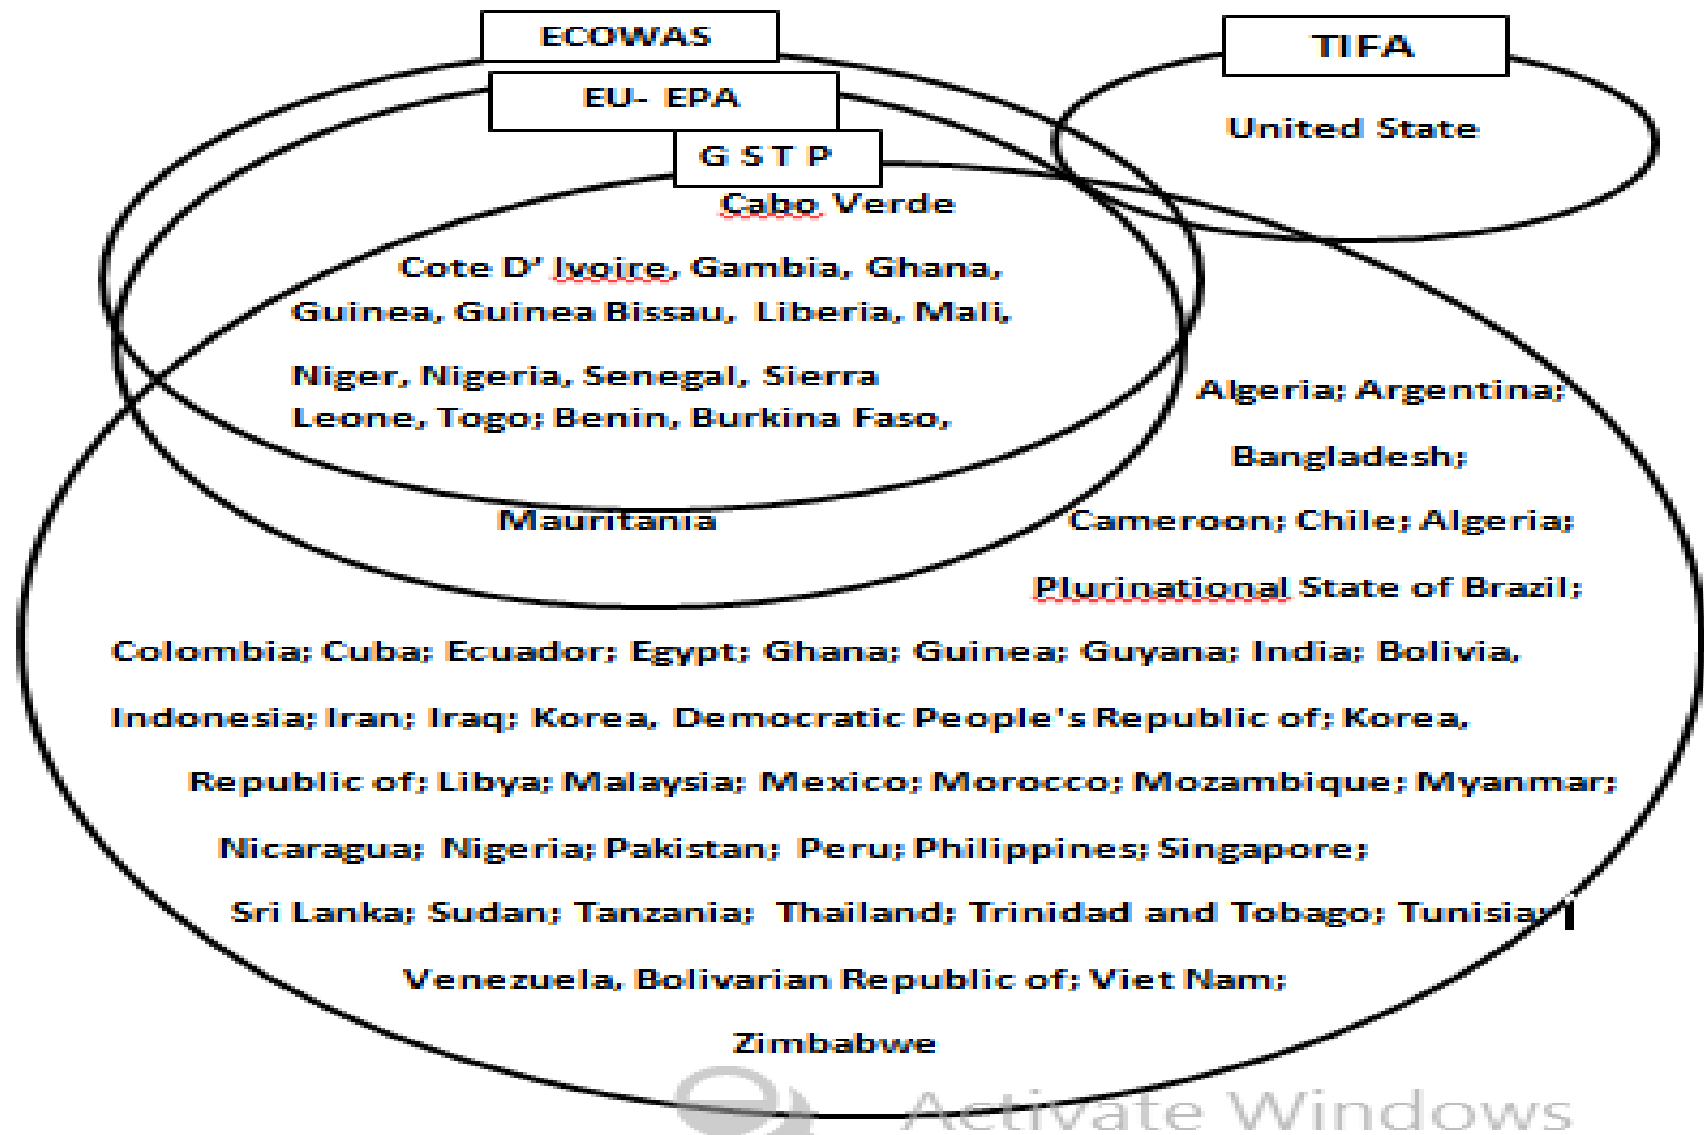 ECOWAS
TIFA
EU- EPA
United State
G S T P
Cabo Verde
Cote D’ Ivoire, Gambia, Ghana,
Guinea, Guinea Bissau, Liberia, Mali,
Niger, Nigeria, Senegal, Sierra
Leone, Togo; Benin, Burkina Faso,
Algeria; Argentina;
Bangladesh;
Mauritania
Cameroon; Chile; Algeria;
Plurinational State of Brazil;
Colombia; Cuba; Ecuador; Egypt; Ghana; Guinea; Guyana; India; Bolivia,
Indonesia; Iran; Iraq; Korea, Democratic People's Republic of; Korea,
Republic of; Libya; Malaysia; Mexico; Morocco; Mozambique; Myanmar;
Nicaragua; Nigeria; Pakistan; Peru; Philippines; Singapore;
Sri Lanka; Sudan; Tanzania; Thailand; Trinidad and Tobago; Tunisia;
Venezuela, Bolivarian Republic of; Viet Nam;
Zimbabwe
Activate Windows